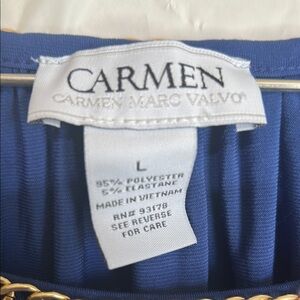 CARMEN
CARMEN MARC VALVO®
L
95% POLYESTER
5% ELASTANE
MADE IN VIETNAM
RN# 93178
SEE REVERSE
FOR CARE